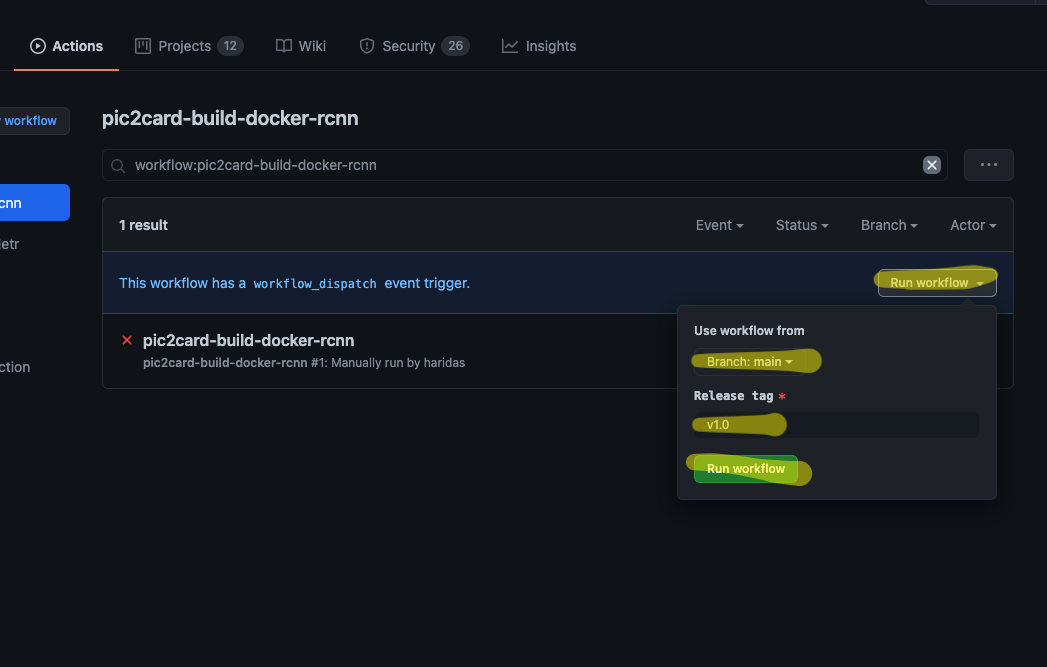 Actions Projects 12 Wiki Security 26 Insights
workflow
pic2card-build-docker-rcnn
workflow:pic2card-build-docker-rcnn
cnn
1 result Event Status Branch Actor
etr
This workflow has a workflow_dispatch event trigger. Run workflow
Use workflow from
pic2card-build-docker-rcnn
pic2card-build-docker-rcnn #1: Manually run by haridas
Branch: main
ction
Release tag *
v1.0
Run workflow